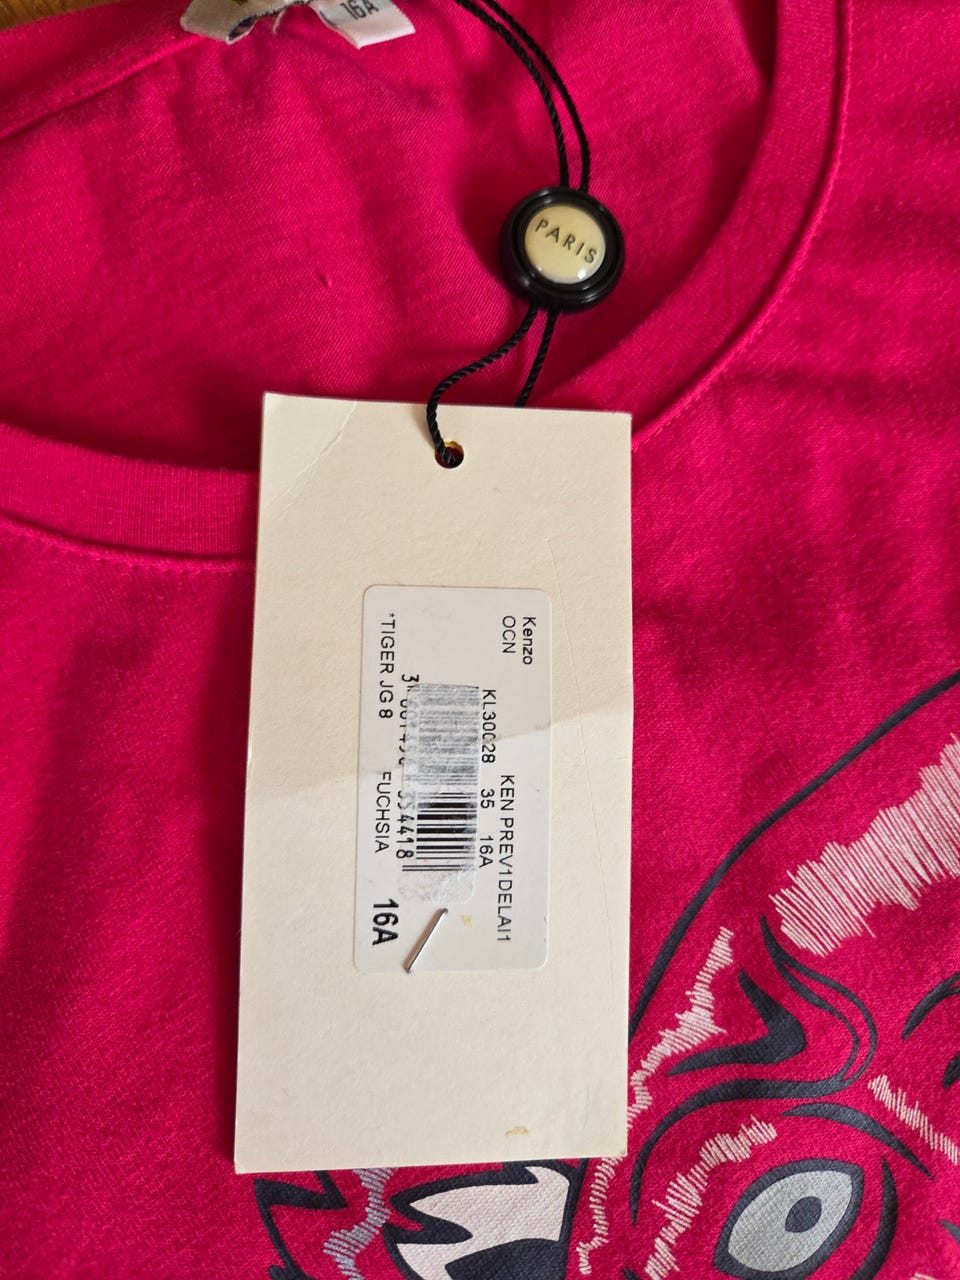 16A
PARIS
Kenzo KEN PREV1DELAI1
OCN
KL30028 35 16A
*TIGER JG 8 FUCHSIA 16A